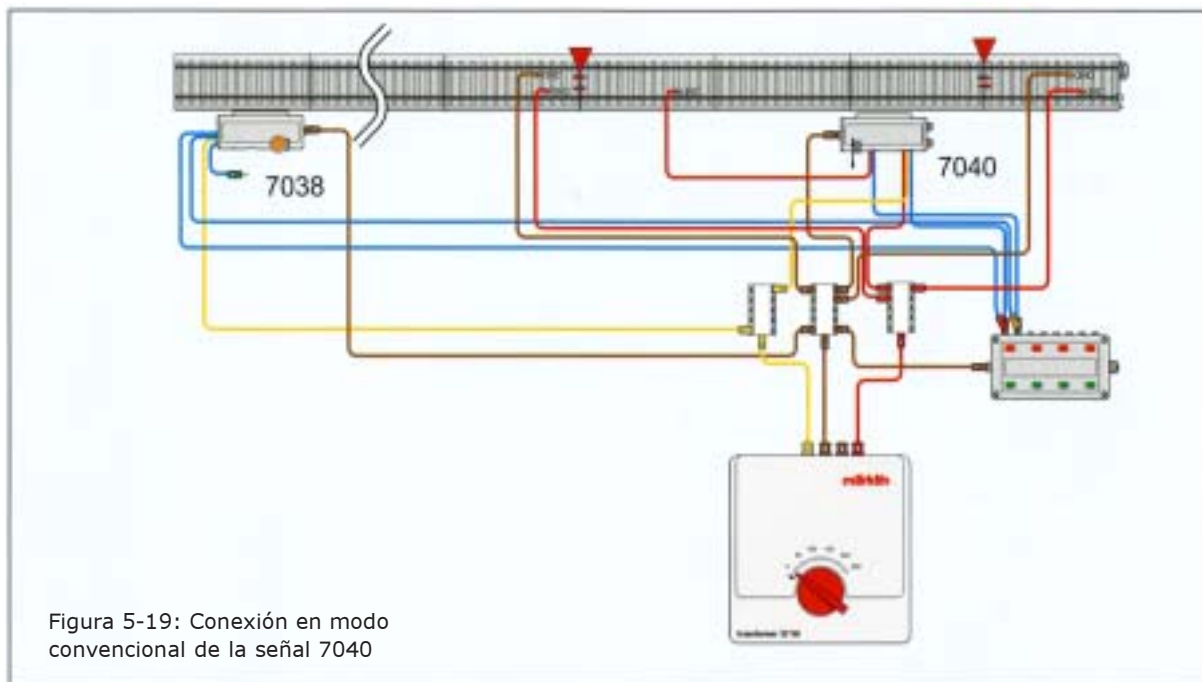 7038
7040
märklin
Figura 5-19: Conexión en modo
convencional de la señal 7040